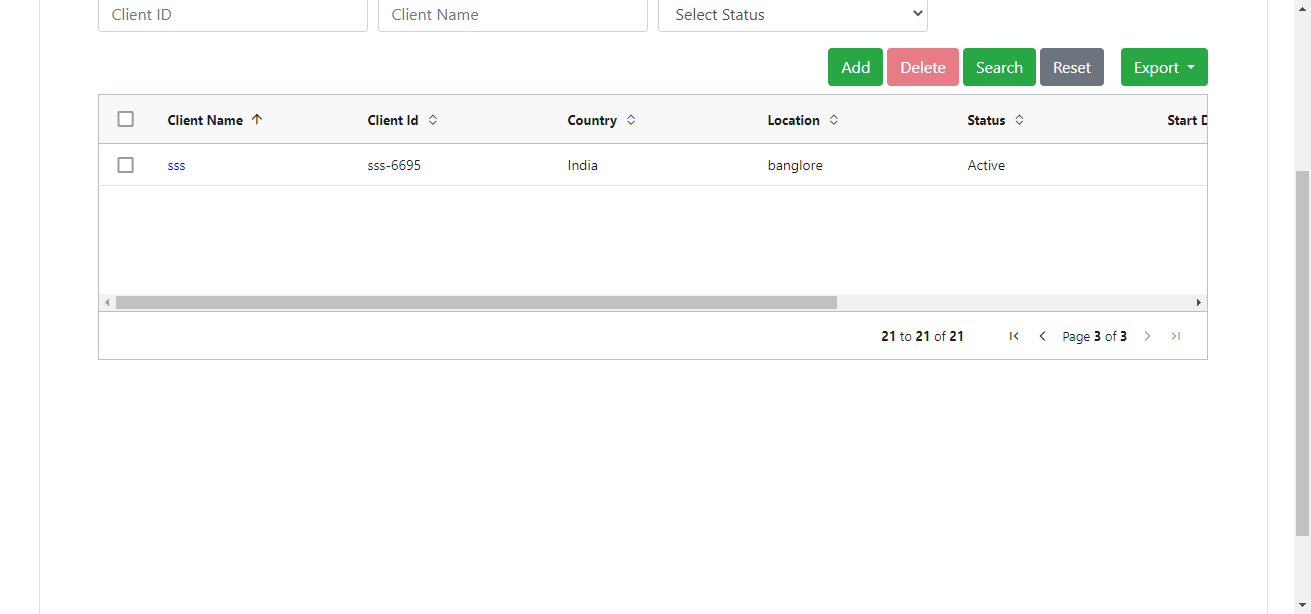 Client ID Client Name Select Status
Add Delete Search Reset Export
Client Name Client Id Country Location Status Start D
sss sss-6695 India banglore Active
21 to 21 of 21 Page 3 of 3